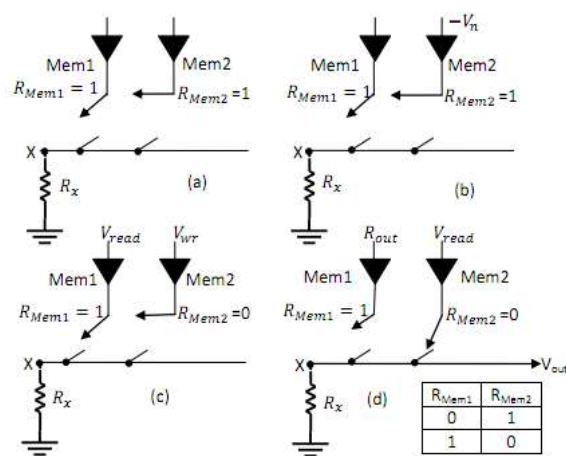 Mem1 Mem2
R_Mem1 = 1 R_Mem2=1
X
R_x
(a)
−V_n
Mem1 Mem2
R_Mem1 = 1 R_Mem2=1
X
R_x
(b)
V_read V_wr
Mem1 Mem2
R_Mem1 = 1 R_Mem2=0
X
R_x
(c)
R_out V_read
Mem1 Mem2
R_Mem1 = 1 R_Mem2=0
X
V_out
R_x
(d)
R_Mem1 R_Mem2
0 1
1 0